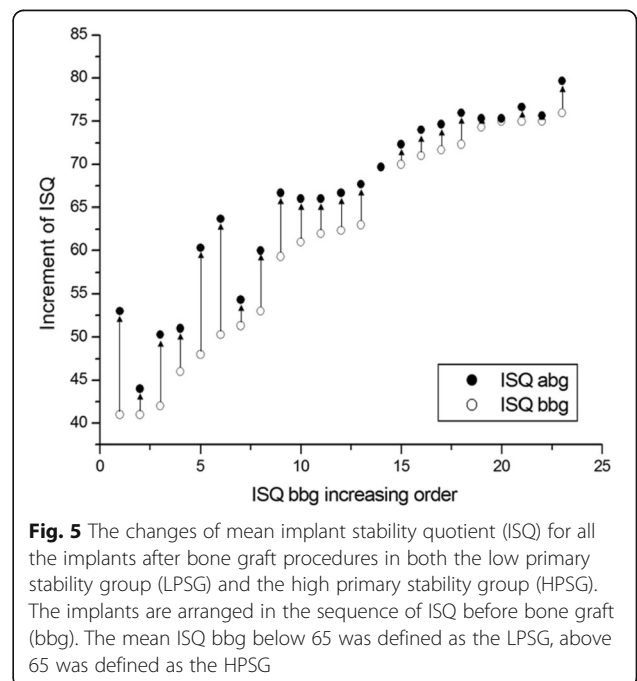 85
80
75
70
65
60
55
50
45
40
Increment of ISQ
ISQ abg
ISQ bbg
0 5 10 15 20 25
ISQ bbg increasing order
Fig. 5 The changes of mean implant stability quotient (ISQ) for all
the implants after bone graft procedures in both the low primary
stability group (LPSG) and the high primary stability group (HPSG).
The implants are arranged in the sequence of ISQ before bone graft
(bbg). The mean ISQ bbg below 65 was defined as the LPSG, above
65 was defined as the HPSG